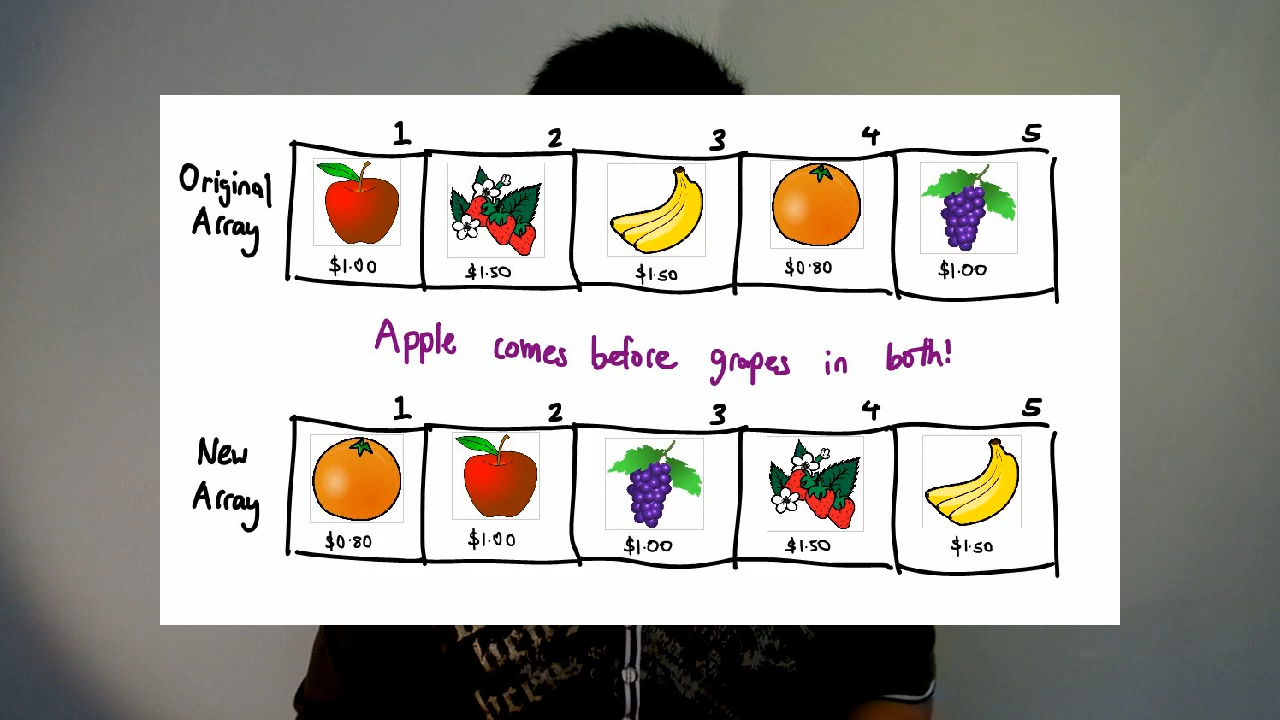 1 2 3 4 5
Original
Array
$1.00 $1.50 $1.50 $0.80 $1.00
Apple comes before grapes in both!
1 2 3 4 5
New
Array
$0.80 $1.00 $1.00 $1.50 $1.50